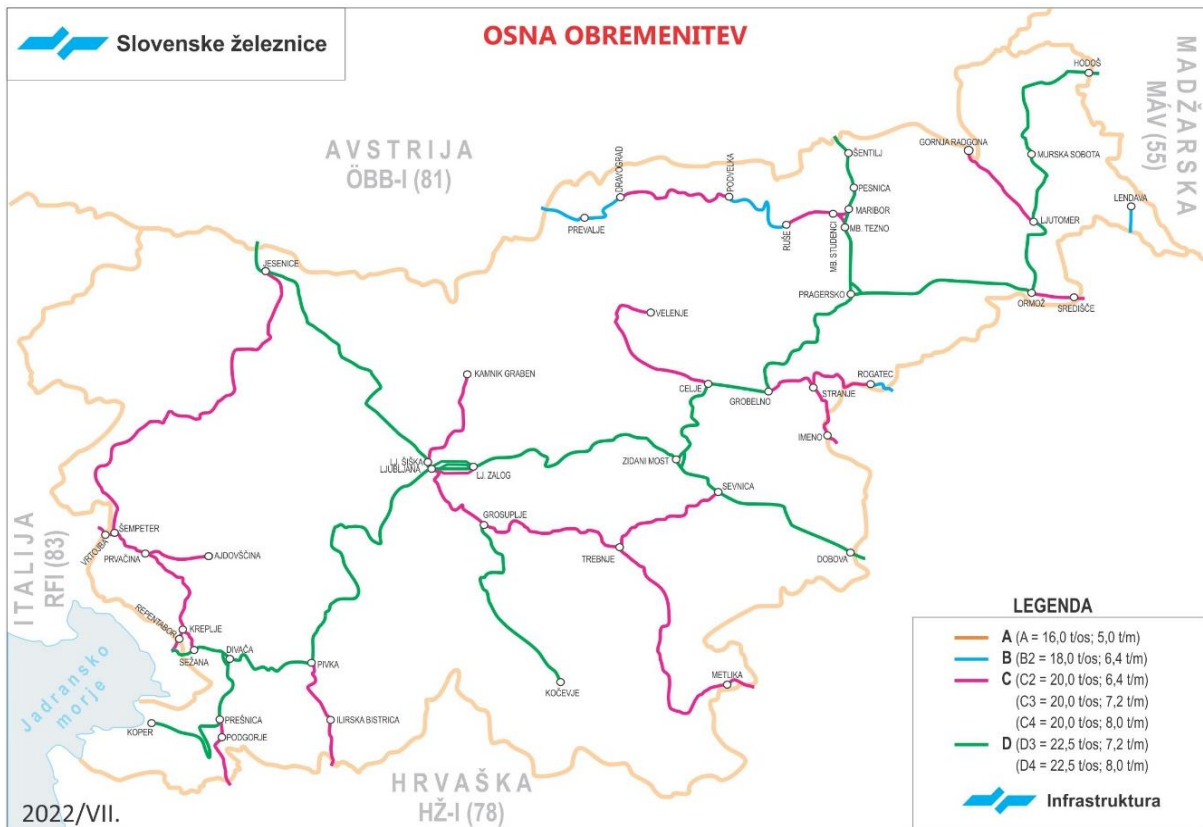 Slovenske železnice
OSNA OBREMENITEV
MADŽARSKA
MÁV (55)
AVSTRIJA
ÖBB-I (81)
HODOŠ
GORNJA RADGONA
MURSKA SOBOTA
ŠENTILJ
PESNICA
MARIBOR
MB. TEZNO
MB. STUDENCI
DRAVOGRAD
PODVELKA
PREVALJE
RUŠE
LENDAVA
LJUTOMER
JESENICE
PRAGERSKO
ORMOŽ
SREDIŠČE
VELENJE
KAMNIK GRABEN
CELJE
GROBELNO
STRANJE
ROGATEC
IMENO
LJ. ŠIŠKA
LJUBLJANA
LJ. ZALOG
ZIDANI MOST
SEVNICA
GROSUPLJE
TREBNJE
DOBOVA
ITALIJA
RFI (83)
VRTOJBA
ŠEMPETER
PRVAČINA
AJDOVŠČINA
REPENTABOR
KREPLJE
SEŽANA
DIVAČA
PIVKA
KOČEVJE
METLIKA
Jadransko
morje
KOPER
PREŠNICA
PODGORJE
ILIRSKA BISTRICA
HRVAŠKA
HŽ-I (78)
LEGENDA
A (A = 16,0 t/os; 5,0 t/m)
B (B2 = 18,0 t/os; 6,4 t/m)
C (C2 = 20,0 t/os; 6,4 t/m)
(C3 = 20,0 t/os; 7,2 t/m)
(C4 = 20,0 t/os; 8,0 t/m)
D (D3 = 22,5 t/os; 7,2 t/m)
(D4 = 22,5 t/os; 8,0 t/m)
Infrastruktura
2022/VII.